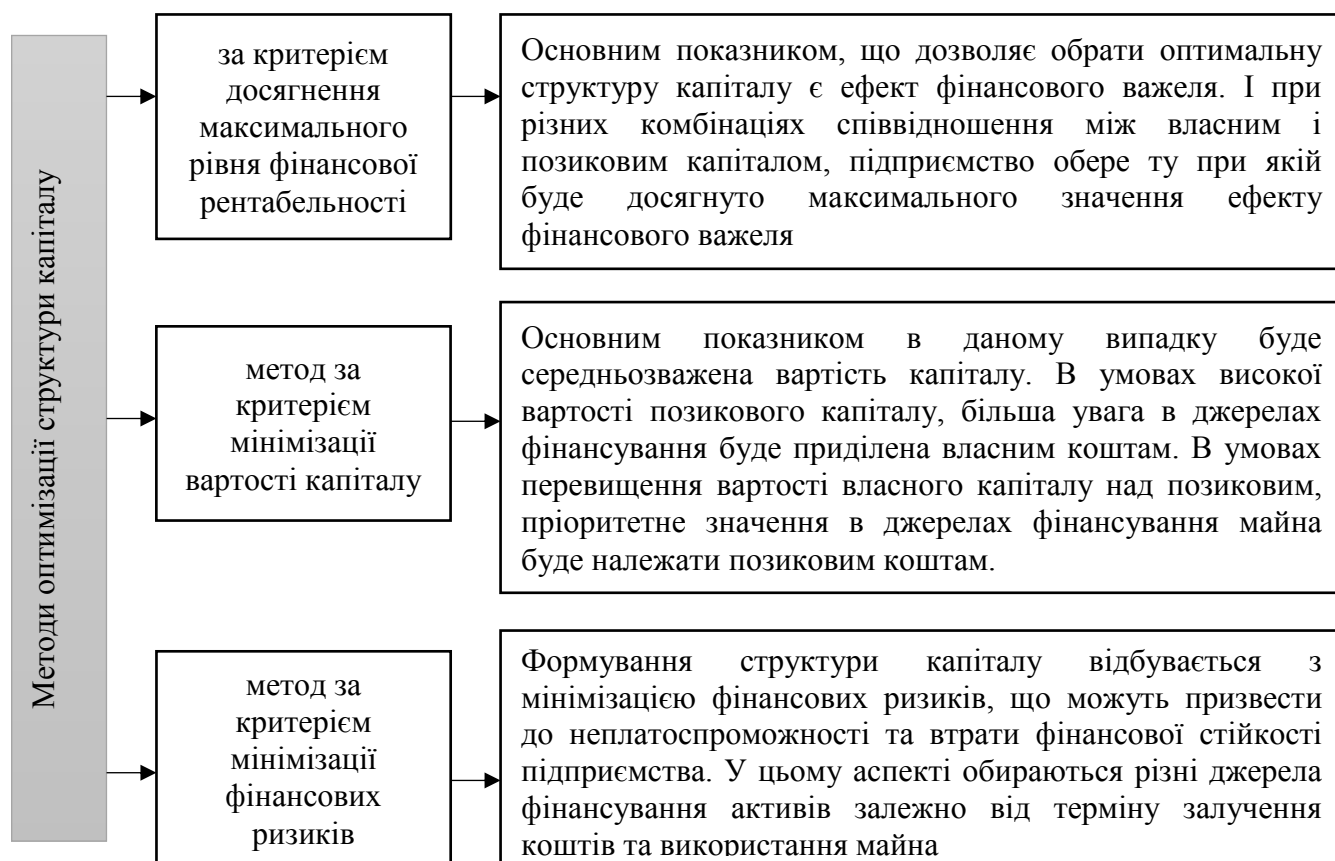 Методи оптимізації структури капіталу
за критерієм
досягнення
максимального
рівня фінансової
рентабельності
Основним показником, що дозволяє обрати оптимальну
структуру капіталу є ефект фінансового важеля. І при
різних комбінаціях співвідношення між власним і
позиковим капіталом, підприємство обере ту при якій
буде досягнуто максимального значення ефекту
фінансового важеля
метод за
критерієм
мінімізації
вартості капіталу
Основним показником в даному випадку буде
середньозважена вартість капіталу. В умовах високої
вартості позикового капіталу, більша увага в джерелах
фінансування буде приділена власним коштам. В умовах
перевищення вартості власного капіталу над позиковим,
пріоритетне значення в джерелах фінансування майна
буде належати позиковим коштам.
метод за
критерієм
мінімізації
фінансових
ризиків
Формування структури капіталу відбувається з
мінімізацією фінансових ризиків, що можуть призвести
до неплатоспроможності та втрати фінансової стійкості
підприємства. У цьому аспекті обираються різні джерела
фінансування активів залежно від терміну залучення
коштів та використання майна